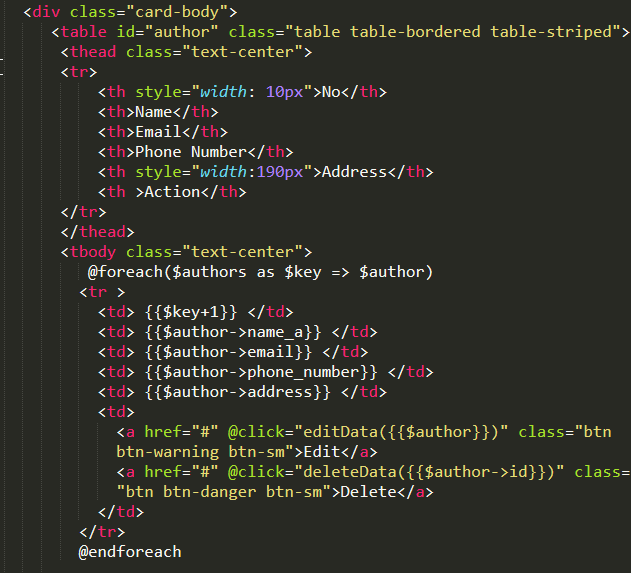 <div class="card-body">
<table id="author" class="table table-bordered table-striped">
<thead class="text-center">
<tr>
<th style="width: 10px">No</th>
<th>Name</th>
<th>Email</th>
<th>Phone Number</th>
<th style="width:190px">Address</th>
<th >Action</th>
</tr>
</thead>
<tbody class="text-center">
@foreach($authors as $key => $author)
<tr >
<td> {{$key+1}} </td>
<td> {{$author->name_a}} </td>
<td> {{$author->email}} </td>
<td> {{$author->phone_number}} </td>
<td> {{$author->address}} </td>
<td>
<a href="#" @click="editData({{$author}})" class="btn
btn-warning btn-sm">Edit</a>
<a href="#" @click="deleteData({{$author->id}})" class=
"btn btn-danger btn-sm">Delete</a>
</td>
</tr>
@endforeach